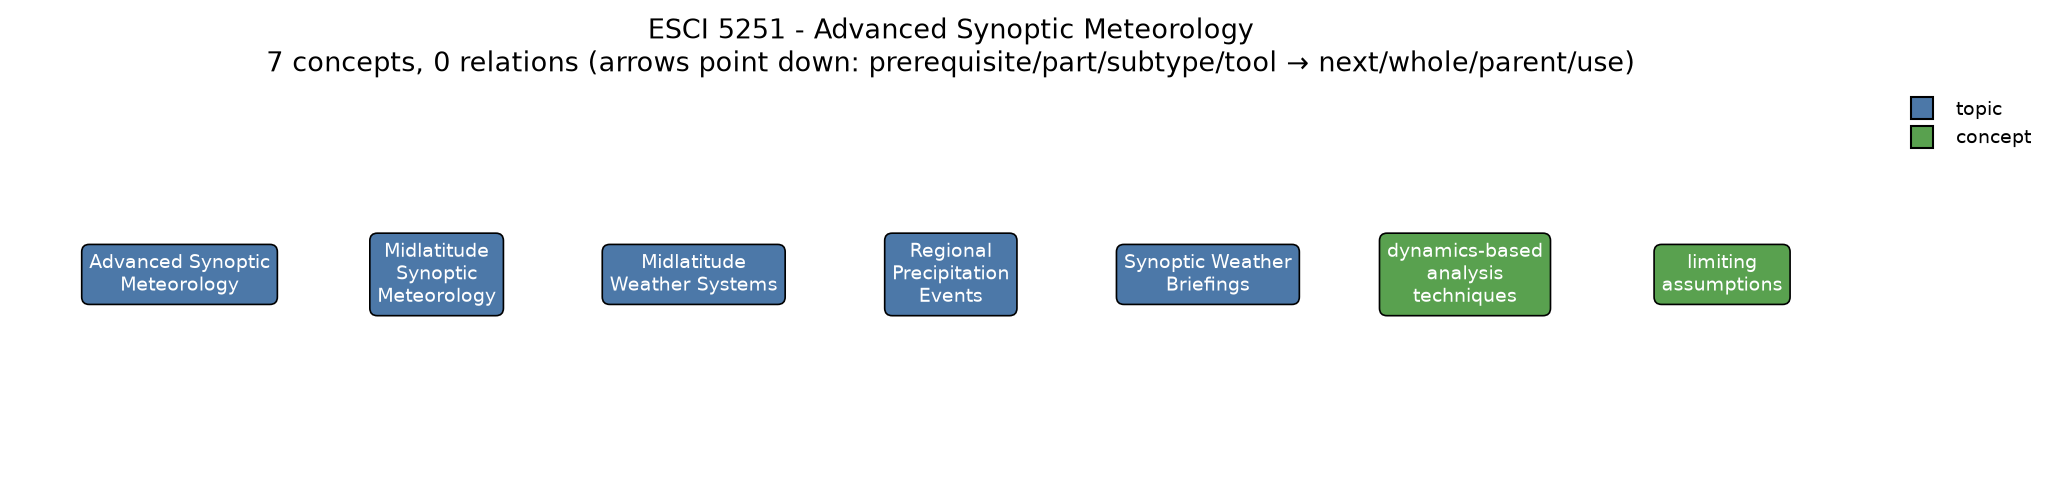 ESCI 5251 - Advanced Synoptic Meteorology
7 concepts, 0 relations (arrows point down: prerequisite/part/subtype/tool → next/whole/parent/use)
topic
concept
Advanced Synoptic
Meteorology
Midlatitude
Synoptic
Meteorology
Midlatitude
Weather Systems
Regional
Precipitation
Events
Synoptic Weather
Briefings
dynamics-based
analysis
techniques
limiting
assumptions